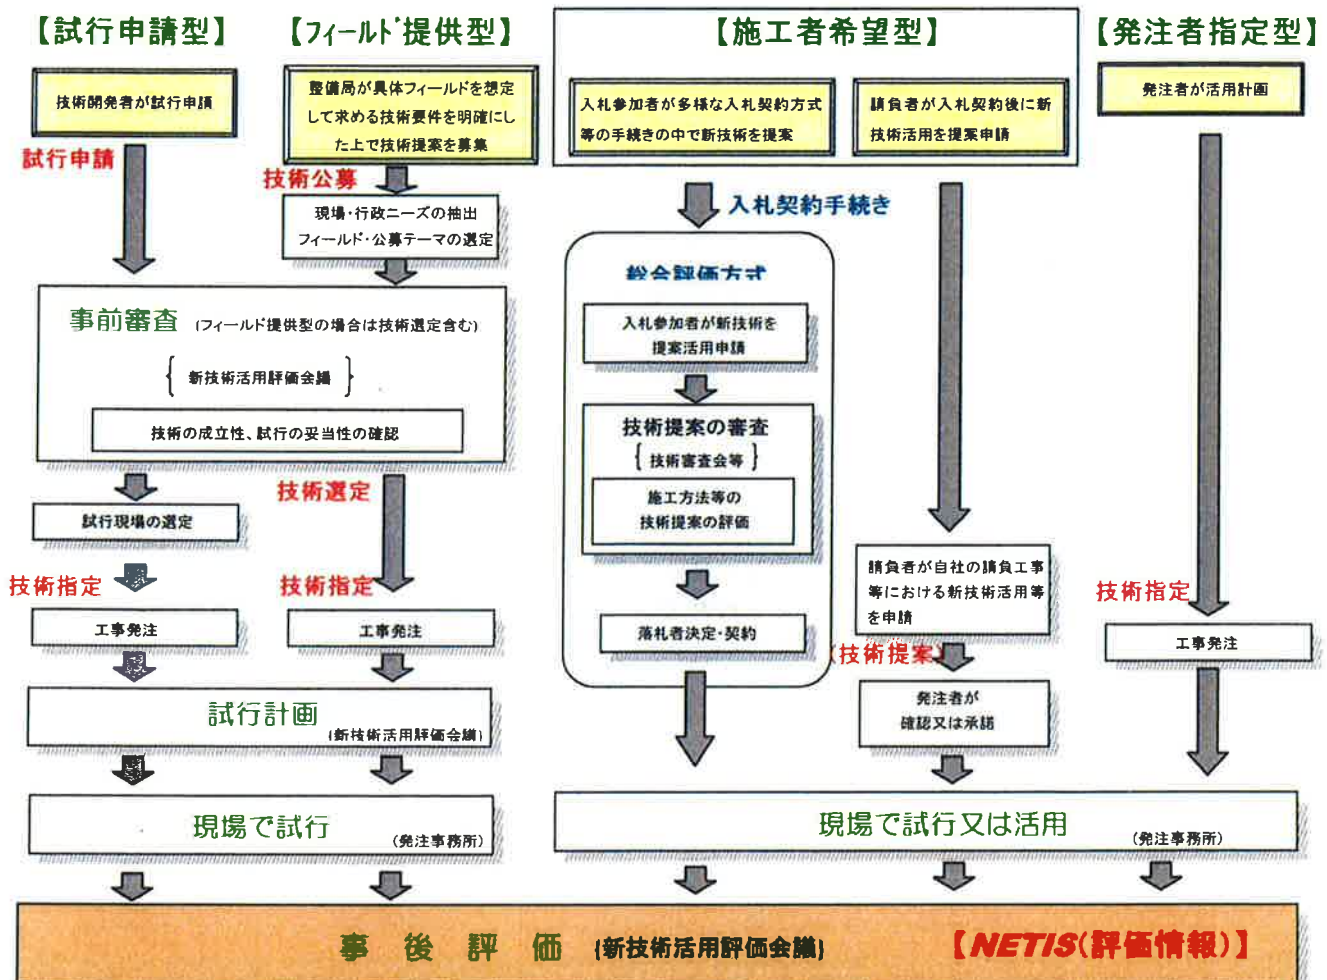 【試行申請型】
【ﾌｨｰﾙﾄﾞ提供型】
【施工者希望型】
【発注者指定型】
技術開発者が試行申請
整備局が具体フィールドを想定
して求める技術要件を明確にし
た上で技術提案を募集
入札参加者が多様な入札契約方式
等の手続きの中で新技術を提案
請負者が入札契約後に新
技術活用を提案申請
発注者が活用計画
試行申請
技術公募
現場・行政ニーズの抽出
フィールド・公募テーマの選定
入札契約手続き
事前審査 (フィールド提供型の場合は技術選定含む)
{ 新技術活用評価会議 }
技術の成立性、試行の妥当性の確認
総合評価方式
入札参加者が新技術を
提案活用申請
技術提案の審査
{ 技術審査会等 }
施工方法等の
技術提案の評価
落札者決定・契約
技術選定
試行現場の選定
技術指定
技術指定
工事発注
工事発注
請負者が自社の請負工事
等における新技術活用等
を申請
(技術提案)
発注者が
確認又は承諾
技術指定
工事発注
試行計画
(新技術活用評価会議)
現場で試行
(発注事務所)
現場で試行又は活用
(発注事務所)
事後評価 (新技術活用評価会議)
【NETIS(評価情報)】